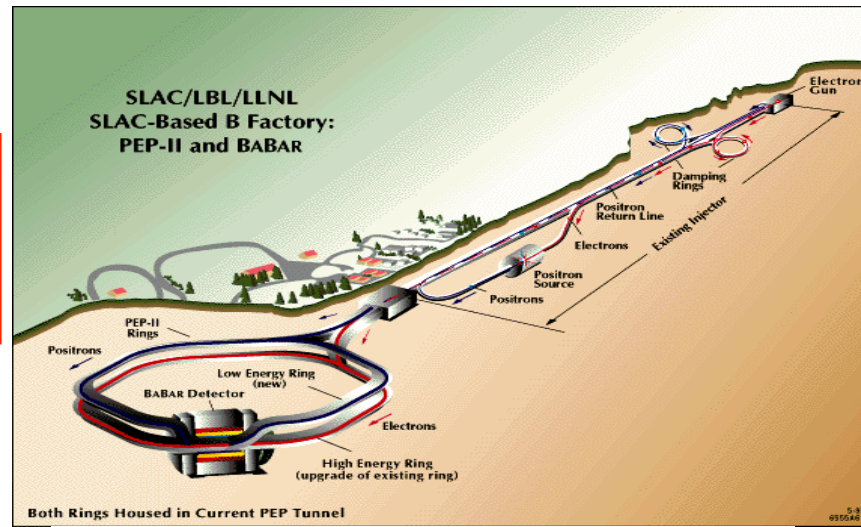 SLAC/LBL/LLNL
SLAC-Based B Factory:
PEP-II and BABAR
Electron
Gun
Damping
Rings
Positron
Return Line
Existing Injector
Electrons
Positron
Source
Positrons
PEP-II
Rings
Positrons
Low Energy Ring
(new)
BABAR Detector
Electrons
High Energy Ring
(upgrade of existing ring)
Both Rings Housed in Current PEP Tunnel